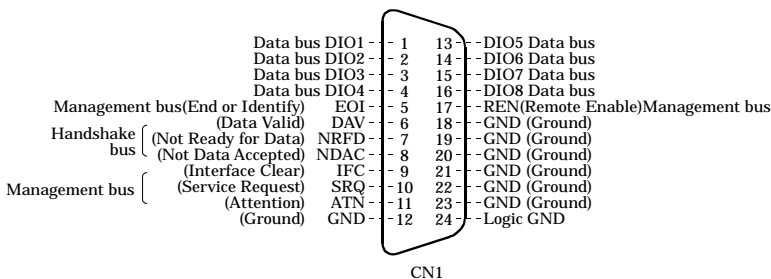 Data bus DIO1 1 13 DIO5 Data bus
Data bus DIO2 2 14 DIO6 Data bus
Data bus DIO3 3 15 DIO7 Data bus
Data bus DIO4 4 16 DIO8 Data bus
Management bus(End or Identify) EOI 5 17 REN(Remote Enable)Management bus
(Data Valid) DAV 6 18 GND (Ground)
Handshake bus (Not Ready for Data) NRFD 7 19 GND (Ground)
(Not Data Accepted) NDAC 8 20 GND (Ground)
(Interface Clear) IFC 9 21 GND (Ground)
Management bus (Service Request) SRQ 10 22 GND (Ground)
(Attention) ATN 11 23 GND (Ground)
(Ground) GND 12 24 Logic GND
CN1